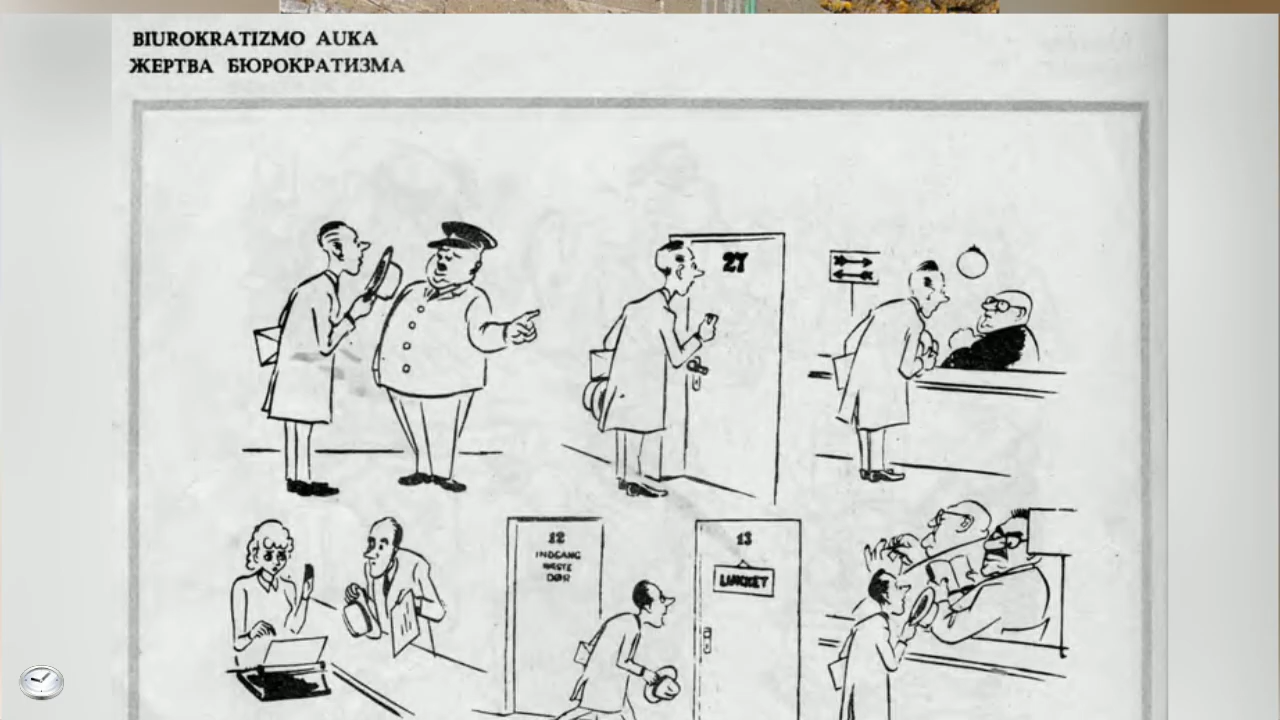 BIUROKRATIZMO AUKA
ЖЕРТВА БЮРОКРАТИЗМА
27
12
INDGANG
NÆSTE
DØR
13
LUKKET